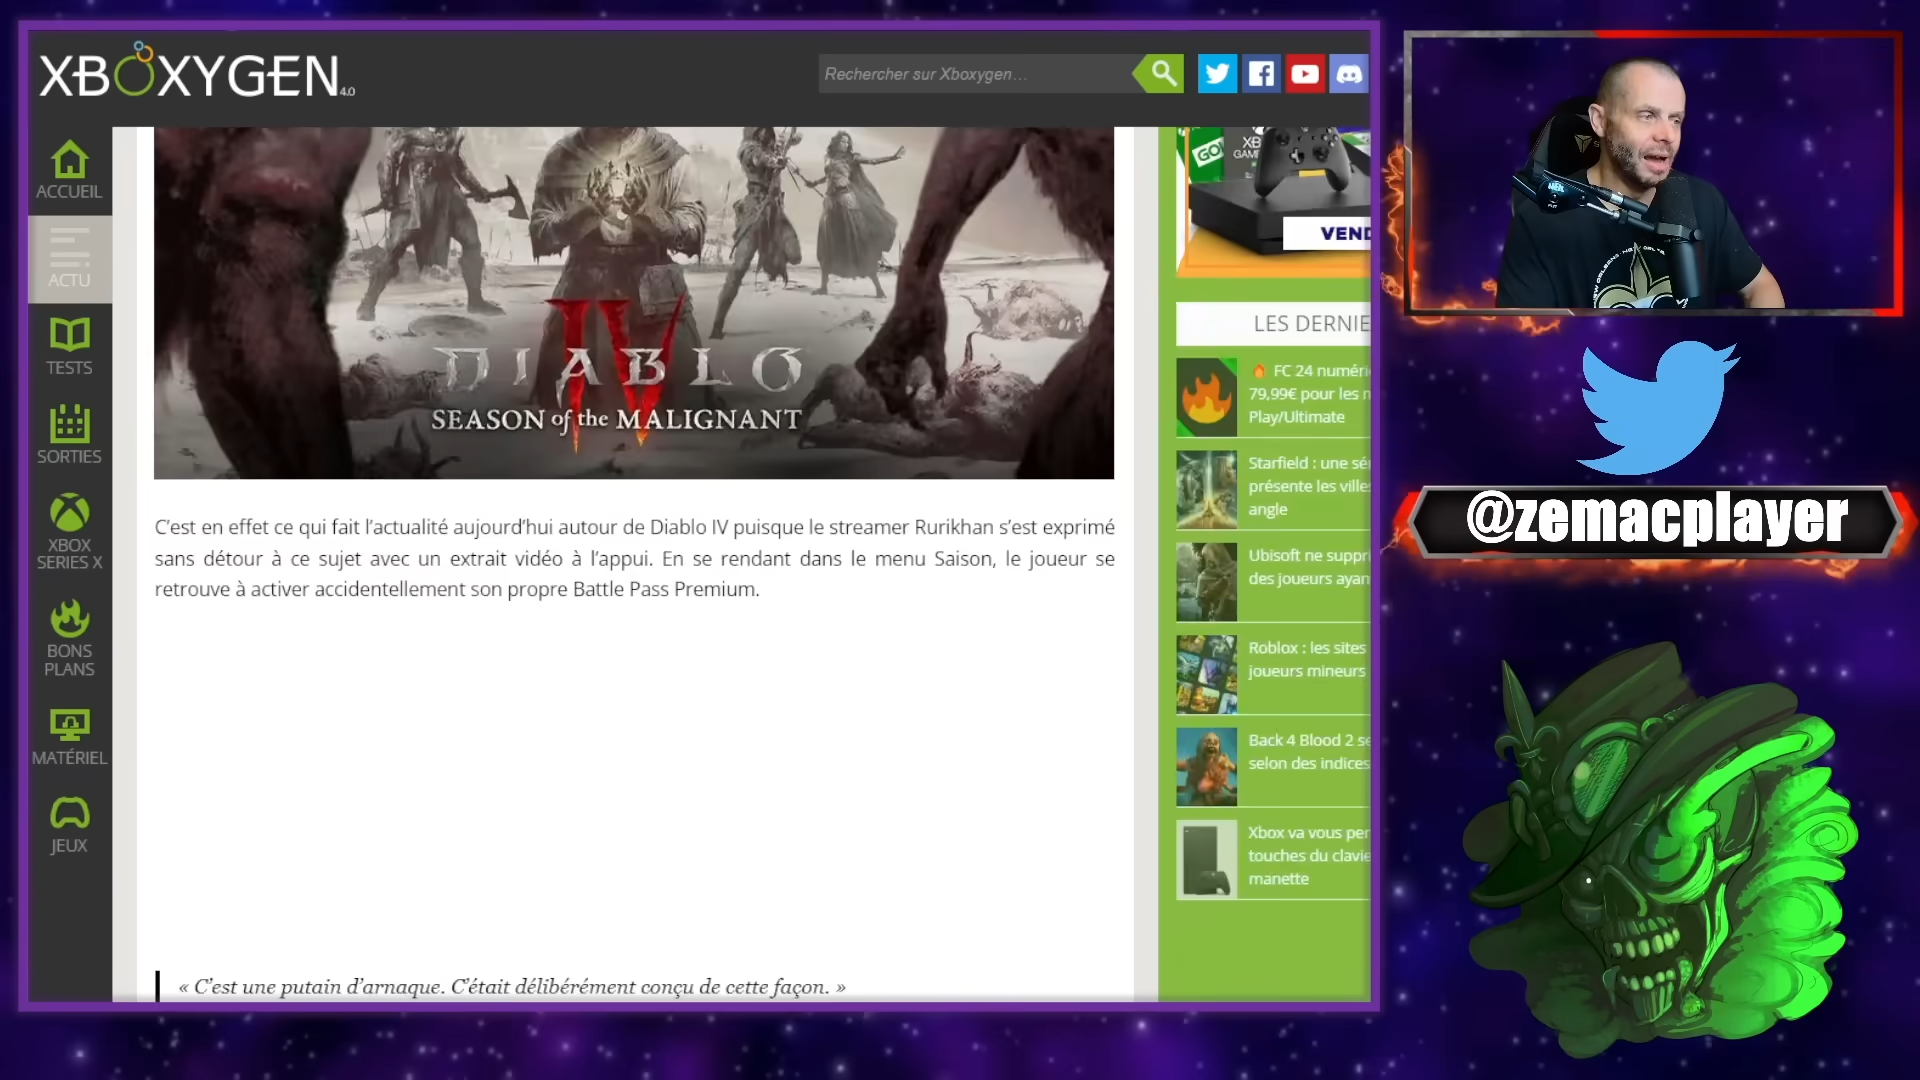 XBOXYGEN 4.0
Rechercher sur Xboxygen...
ACCUEIL
ACTU
TESTS
SORTIES
XBOX
SERIES X
BONS
PLANS
MATÉRIEL
JEUX
DIABLO
IV
SEASON of the MALIGNANT
C'est en effet ce qui fait l'actualité aujourd'hui autour de Diablo IV puisque le streamer Rurikhan s'est exprimé
sans détour à ce sujet avec un extrait vidéo à l'appui. En se rendant dans le menu Saison, le joueur se
retrouve à activer accidentellement son propre Battle Pass Premium.
« C'est une putain d'arnaque. C'était délibérément conçu de cette façon. »
GO!
XB
GAM
VEND
LES DERNIE
FC 24 numéri
79,99€ pour les n
Play/Ultimate
Starfield : une sé
présente les ville
angle
Ubisoft ne suppr
des joueurs ayan
Roblox : les sites
joueurs mineurs
Back 4 Blood 2 se
selon des indices
Xbox va vous per
touches du clavie
manette
@zemacplayer